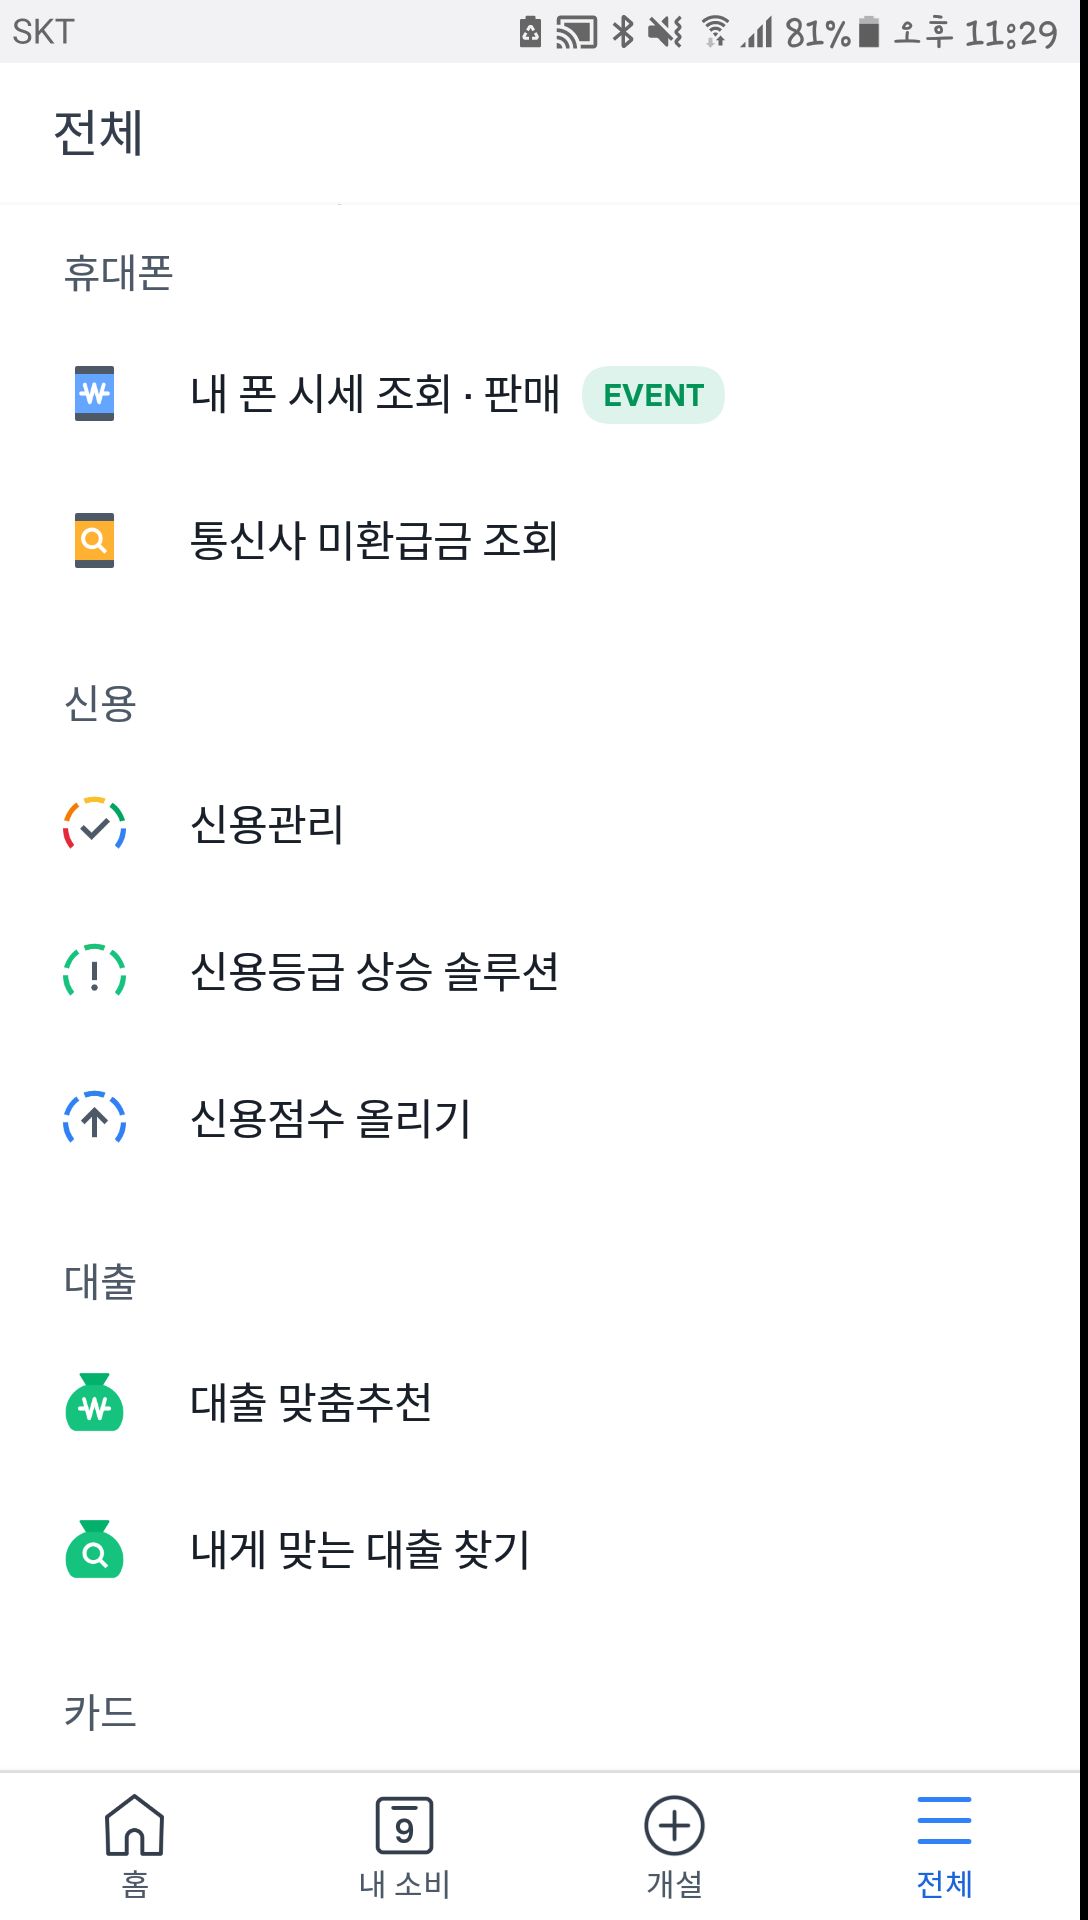 SKT 81% 오후 11:29
전체
휴대폰
내 폰 시세 조회 · 판매 EVENT
통신사 미환급금 조회
신용
신용관리
신용등급 상승 솔루션
신용점수 올리기
대출
대출 맞춤추천
내게 맞는 대출 찾기
카드
9
홈 내 소비 개설 전체